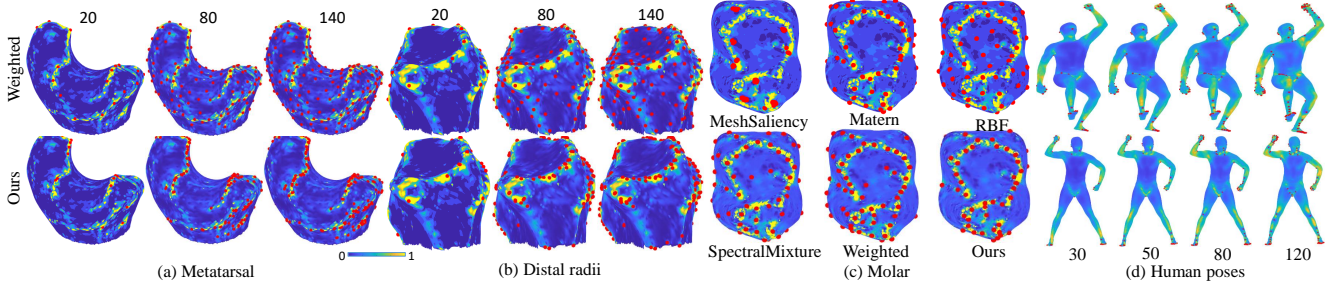 20 80 140 20 80 140
Weighted
MeshSaliency Matern RBF
Ours
SpectralMixture Weighted Ours 30 50 80 120
0 1
(a) Metatarsal (b) Distal radii (c) Molar (d) Human poses